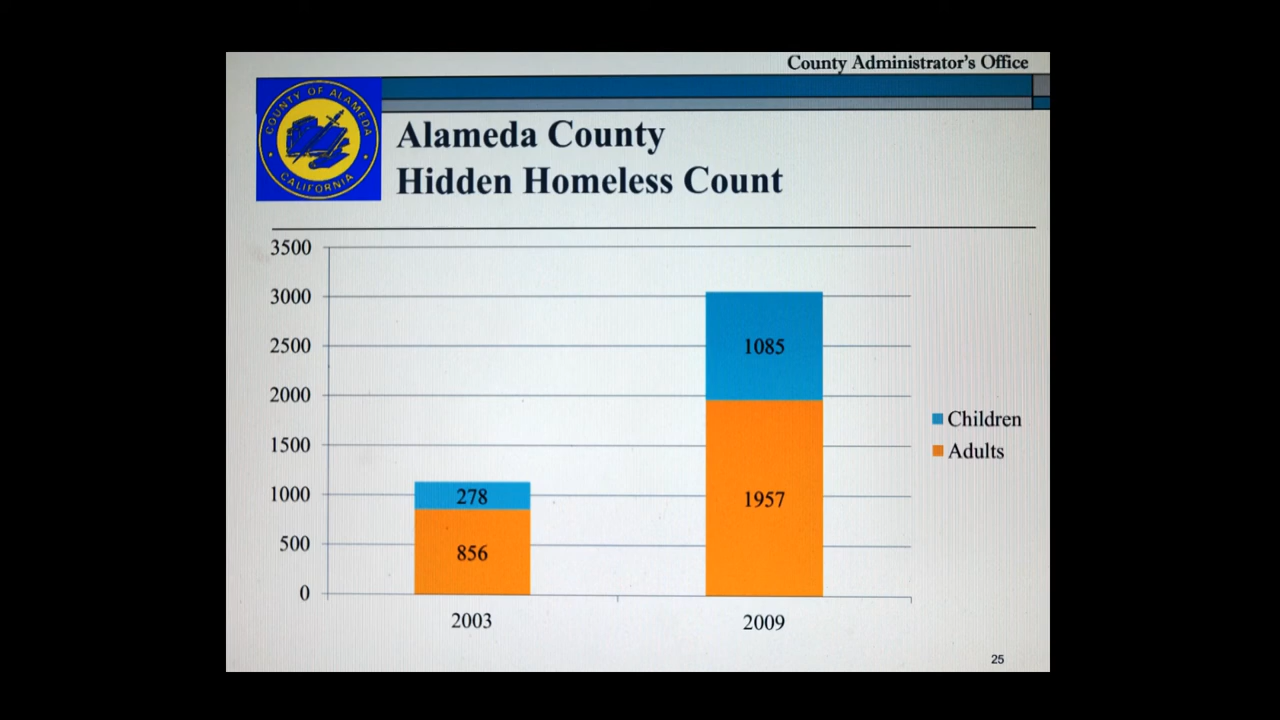 County Administrator's Office
COUNTY OF ALAMEDA
CALIFORNIA
Alameda County
Hidden Homeless Count
3500
3000
2500
2000
1500
1000
500
0
1085
1957
278
856
Children
Adults
2003
2009
25